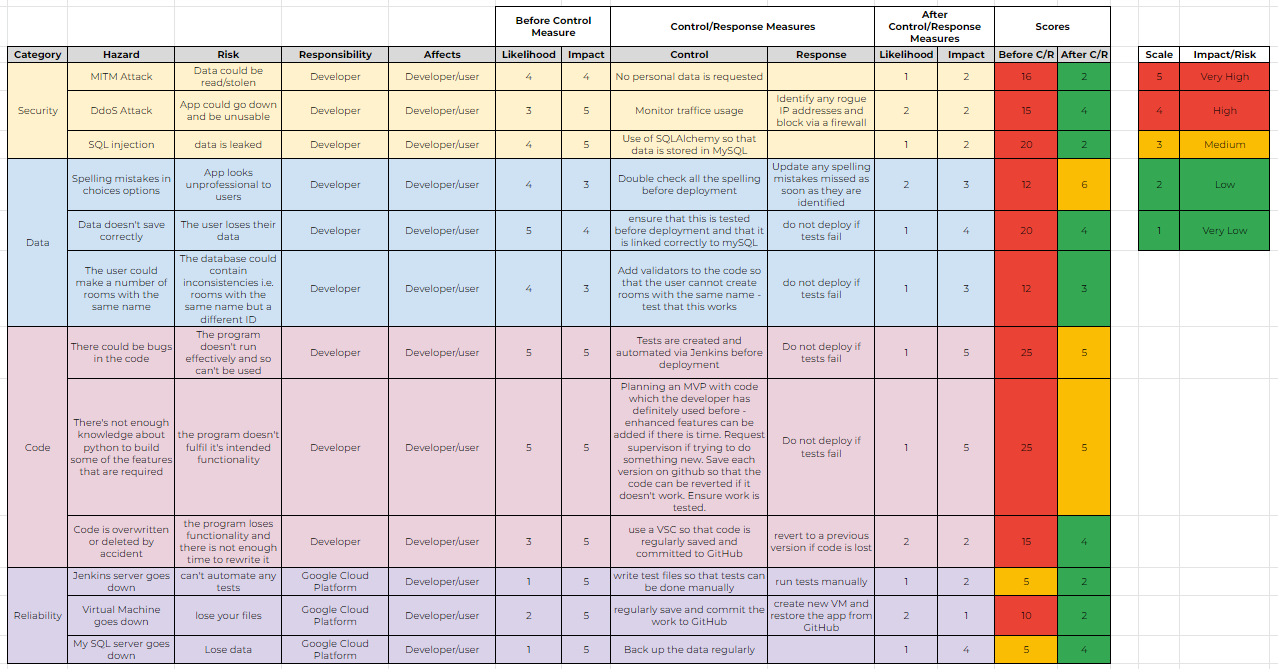 Before Control Measure | Control/Response Measures | After Control/Response Measures | Scores
Category | Hazard | Risk | Responsibility | Affects | Likelihood | Impact | Control | Response | Likelihood | Impact | Before C/R | After C/R | Scale | Impact/Risk
Security | MITM Attack | Data could be read/stolen | Developer | Developer/user | 4 | 4 | No personal data is requested | | 1 | 2 | 16 | 2 | 5 | Very High
DdoS Attack | App could go down and be unusable | Developer | Developer/user | 3 | 5 | Monitor traffice usage | Identify any rogue IP addresses and block via a firewall | 2 | 2 | 15 | 4 | 4 | High
SQL injection | data is leaked | Developer | Developer/user | 4 | 5 | Use of SQLAlchemy so that data is stored in MySQL | | 1 | 2 | 20 | 2 | 3 | Medium
Data | Spelling mistakes in choices options | App looks unprofessional to users | Developer | Developer/user | 4 | 3 | Double check all the spelling before deployment | Update any spelling mistakes missed as soon as they are identified | 2 | 3 | 12 | 6 | 2 | Low
Data doesn't save correctly | The user loses their data | Developer | Developer/user | 5 | 4 | ensure that this is tested before deployment and that it is linked correctly to mySQL | do not deploy if tests fail | 1 | 4 | 20 | 4 | 1 | Very Low
The user could make a number of rooms with the same name | The database could contain inconsistencies i.e. rooms with the same name but a different ID | Developer | Developer/user | 4 | 3 | Add validators to the code so that the user cannot create rooms with the same name - test that this works | do not deploy if tests fail | 1 | 3 | 12 | 3
Code | There could be bugs in the code | The program doesn't run effectively and so can't be used | Developer | Developer/user | 5 | 5 | Tests are created and automated via Jenkins before deployment | Do not deploy if tests fail | 1 | 5 | 25 | 5
There's not enough knowledge about python to build some of the features that are required | the program doesn't fulfil it's intended functionality | Developer | Developer/user | 5 | 5 | Planning an MVP with code which the developer has definitely used before - enhanced features can be added if there is time. Request supervison if trying to do something new. Save each version on github so that the code can be reverted if it doesn't work. Ensure work is tested. | Do not deploy if tests fail | 1 | 5 | 25 | 5
Code is overwritten or deleted by accident | the program loses functionality and there is not enough time to rewrite it | Developer | Developer/user | 3 | 5 | use a VSC so that code is regularly saved and committed to GitHub | revert to a previous version if code is lost | 2 | 2 | 15 | 4
Reliability | Jenkins server goes down | can't automate any tests | Google Cloud Platform | Developer/user | 1 | 5 | write test files so that tests can be done manually | run tests manually | 1 | 2 | 5 | 2
Virtual Machine goes down | lose your files | Google Cloud Platform | Developer/user | 2 | 5 | regularly save and commit the work to GitHub | create new VM and restore the app from GitHub | 2 | 1 | 10 | 2
My SQL server goes down | Lose data | Google Cloud Platform | Developer/user | 1 | 5 | Back up the data regularly | | 1 | 4 | 5 | 4